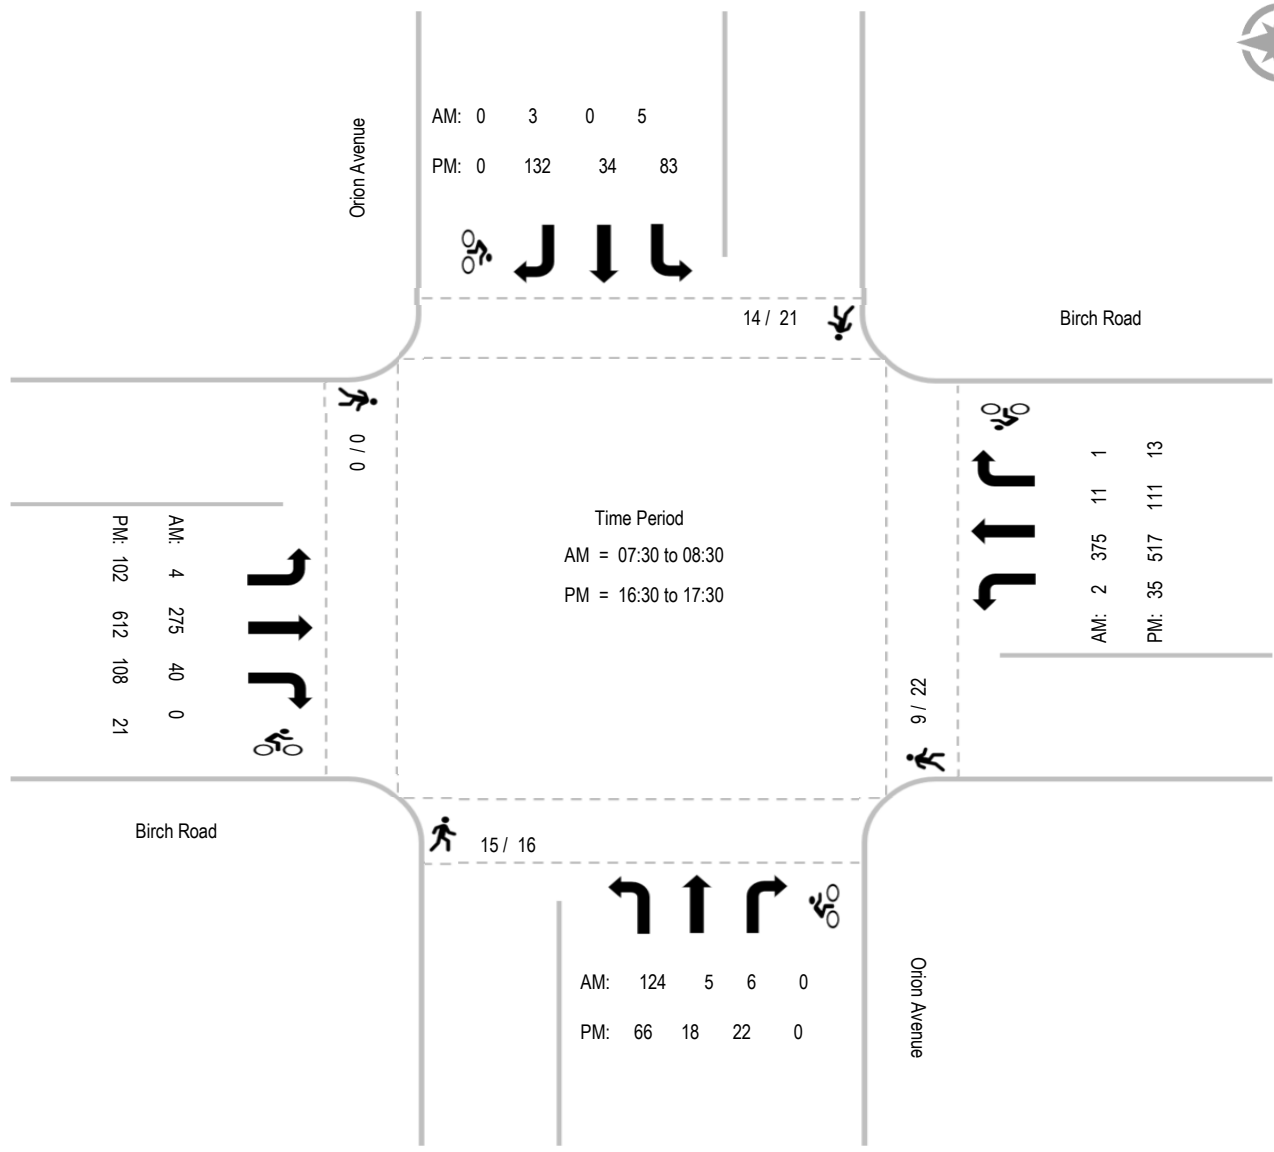 Orion Avenue
AM: 0 3 0 5
PM: 0 132 34 83
14 / 21
Birch Road
0 / 0
AM: 4 275 40 0
PM: 102 612 108 21
Time Period
AM = 07:30 to 08:30
PM = 16:30 to 17:30
AM: 2 375 11 1
PM: 35 517 111 13
9 / 22
Birch Road
15 / 16
AM: 124 5 6 0
PM: 66 18 22 0
Orion Avenue